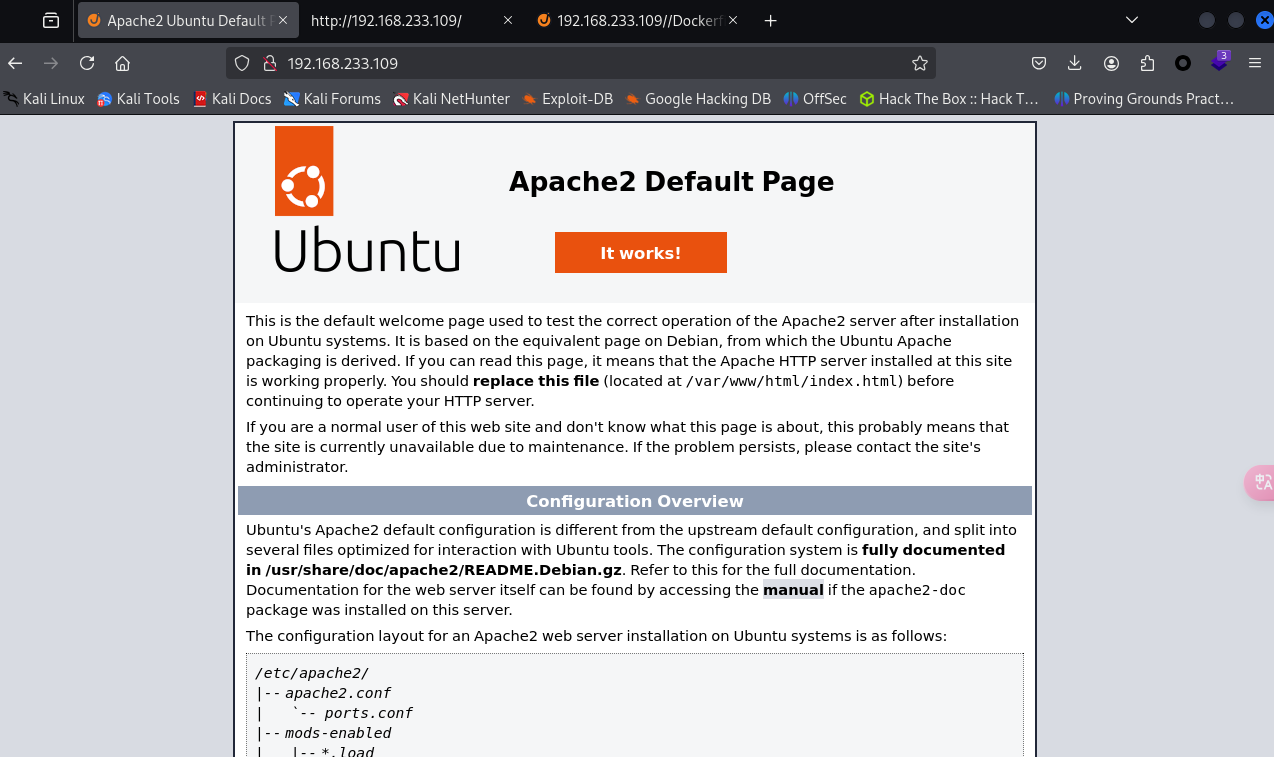 Apache2 Ubuntu Default P
http://192.168.233.109/
192.168.233.109//Dockerf
192.168.233.109
3
Kali Linux
Kali Tools
Kali Docs
Kali Forums
Kali NetHunter
Exploit-DB
Google Hacking DB
OffSec
Hack The Box :: Hack T…
Proving Grounds Pract…
Apache2 Default Page
Ubuntu
It works!
This is the default welcome page used to test the correct operation of the Apache2 server after installation
on Ubuntu systems. It is based on the equivalent page on Debian, from which the Ubuntu Apache
packaging is derived. If you can read this page, it means that the Apache HTTP server installed at this site
is working properly. You should replace this file (located at /var/www/html/index.html) before
continuing to operate your HTTP server.
If you are a normal user of this web site and don't know what this page is about, this probably means that
the site is currently unavailable due to maintenance. If the problem persists, please contact the site's
administrator.
Configuration Overview
Ubuntu's Apache2 default configuration is different from the upstream default configuration, and split into
several files optimized for interaction with Ubuntu tools. The configuration system is fully documented
in /usr/share/doc/apache2/README.Debian.gz. Refer to this for the full documentation.
Documentation for the web server itself can be found by accessing the manual if the apache2-doc
package was installed on this server.
The configuration layout for an Apache2 web server installation on Ubuntu systems is as follows:
/etc/apache2/
|-- apache2.conf
|   `-- ports.conf
|-- mods-enabled
|   |-- *.load